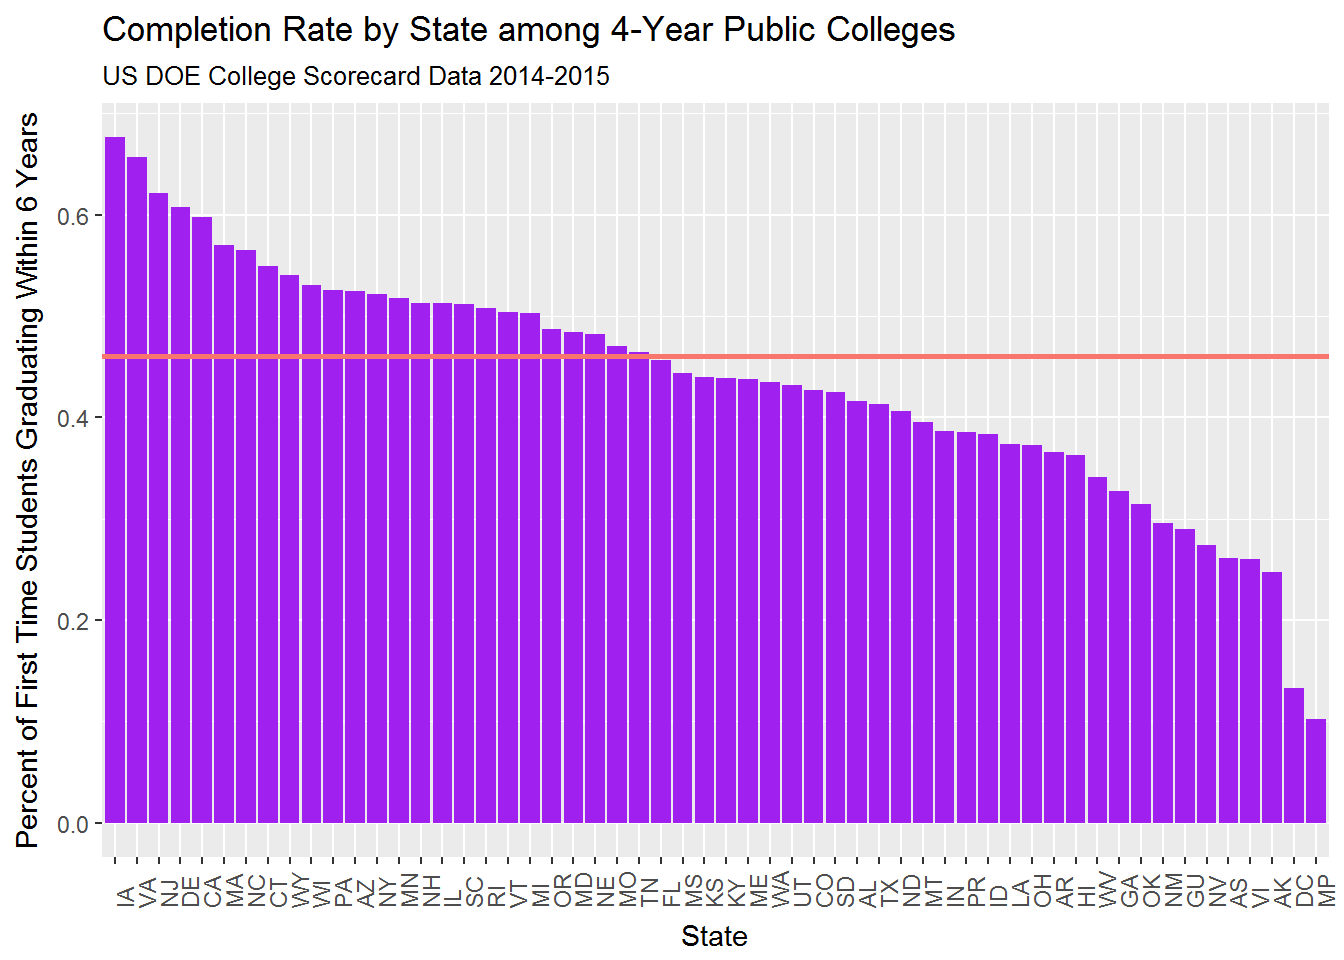 Completion Rate by State among 4-Year Public Colleges
US DOE College Scorecard Data 2014-2015
Percent of First Time Students Graduating Within 6 Years
0.6
0.4
0.2
0.0
IA VA NJ DE CA MA NC CT WY WI PA AZ NY MN NH IL SC RI VT MI OR MD NE MO TN FL MS KS KY ME WA UT CO SD AL TX ND MT IN PR ID LA OH AR HI WV GA OK NM GU NV AS VI AK DC MP
State